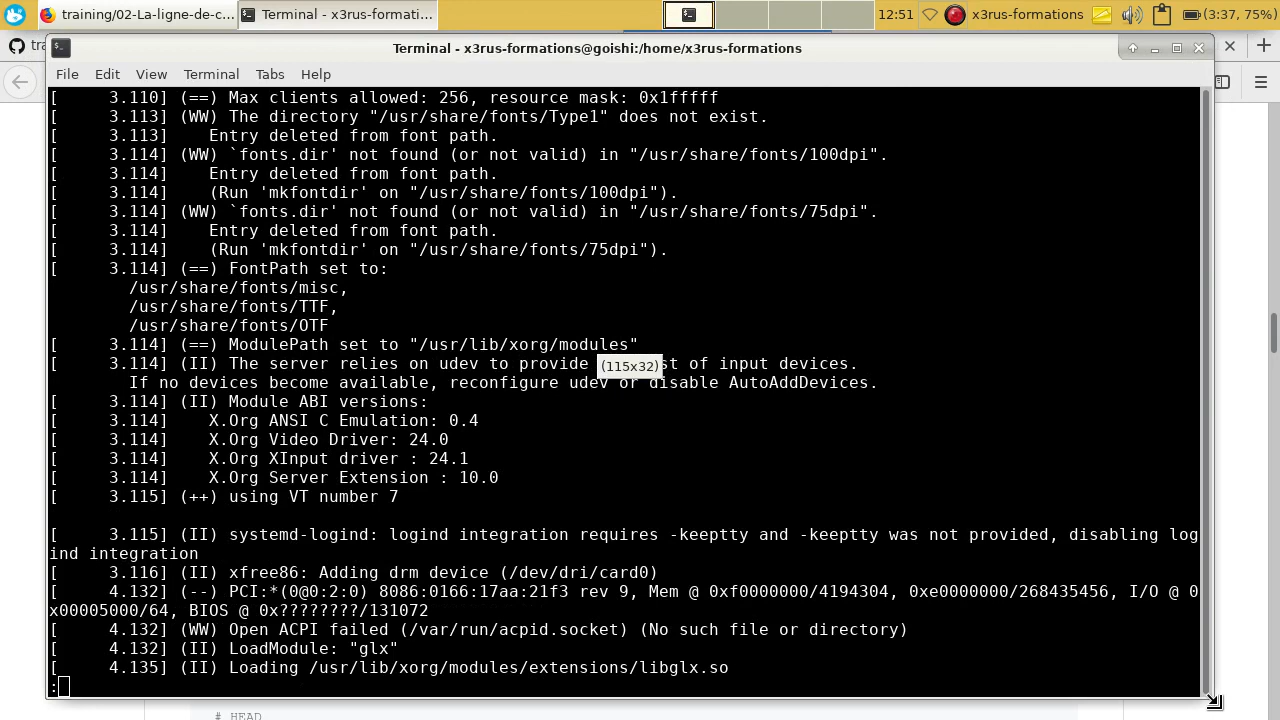 training/02-La-ligne-de-c...
Terminal - x3rus-formati...
12:51
x3rus-formations
(3:37, 75%)
Terminal - x3rus-formations@goishi:/home/x3rus-formations
File Edit View Terminal Tabs Help
[     3.110] (==) Max clients allowed: 256, resource mask: 0x1fffff
[     3.113] (WW) The directory "/usr/share/fonts/Type1" does not exist.
[     3.113]    Entry deleted from font path.
[     3.114] (WW) `fonts.dir' not found (or not valid) in "/usr/share/fonts/100dpi".
[     3.114]    Entry deleted from font path.
[     3.114]    (Run 'mkfontdir' on "/usr/share/fonts/100dpi").
[     3.114] (WW) `fonts.dir' not found (or not valid) in "/usr/share/fonts/75dpi".
[     3.114]    Entry deleted from font path.
[     3.114]    (Run 'mkfontdir' on "/usr/share/fonts/75dpi").
[     3.114] (==) FontPath set to:
        /usr/share/fonts/misc,
        /usr/share/fonts/TTF,
        /usr/share/fonts/OTF
[     3.114] (==) ModulePath set to "/usr/lib/xorg/modules"
[     3.114] (II) The server relies on udev to provide (115x32) st of input devices.
        If no devices become available, reconfigure udev or disable AutoAddDevices.
[     3.114] (II) Module ABI versions:
[     3.114]    X.Org ANSI C Emulation: 0.4
[     3.114]    X.Org Video Driver: 24.0
[     3.114]    X.Org XInput driver : 24.1
[     3.114]    X.Org Server Extension : 10.0
[     3.115] (++) using VT number 7
[     3.115] (II) systemd-logind: logind integration requires -keeptty and -keeptty was not provided, disabling log
ind integration
[     3.116] (II) xfree86: Adding drm device (/dev/dri/card0)
[     4.132] (--) PCI:*(0@0:2:0) 8086:0166:17aa:21f3 rev 9, Mem @ 0xf0000000/4194304, 0xe0000000/268435456, I/O @ 0
x00005000/64, BIOS @ 0x????????/131072
[     4.132] (WW) Open ACPI failed (/var/run/acpid.socket) (No such file or directory)
[     4.132] (II) LoadModule: "glx"
[     4.135] (II) Loading /usr/lib/xorg/modules/extensions/libglx.so
:
# HEAD